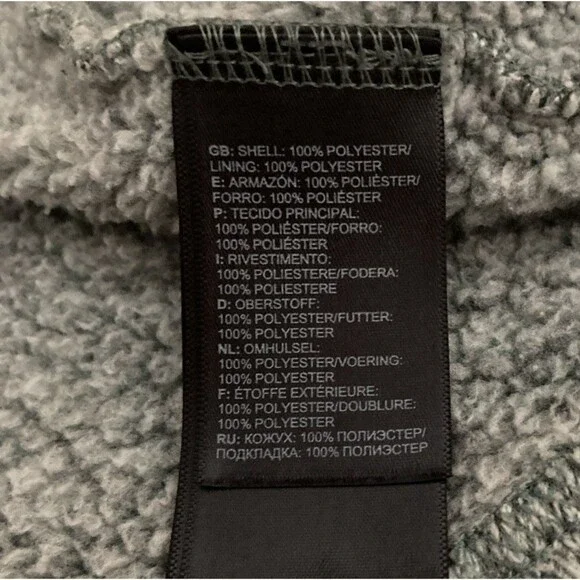 GB: SHELL: 100% POLYESTER/
LINING: 100% POLYESTER
E: ARMAZÓN: 100% POLIÉSTER/
FORRO: 100% POLIÉSTER
P: TECIDO PRINCIPAL:
100% POLIÉSTER/FORRO:
100% POLIÉSTER
I: RIVESTIMENTO:
100% POLIESTERE/FODERA:
100% POLIESTERE
D: OBERSTOFF:
100% POLYESTER/FUTTER:
100% POLYESTER
NL: OMHULSEL:
100% POLYESTER/VOERING:
100% POLYESTER
F: ÉTOFFE EXTÉRIEURE:
100% POLYESTER/DOUBLURE:
100% POLYESTER
RU: КОЖУХ: 100% ПОЛИЭСТЕР/
ПОДКЛАДКА: 100% ПОЛИЭСТЕР